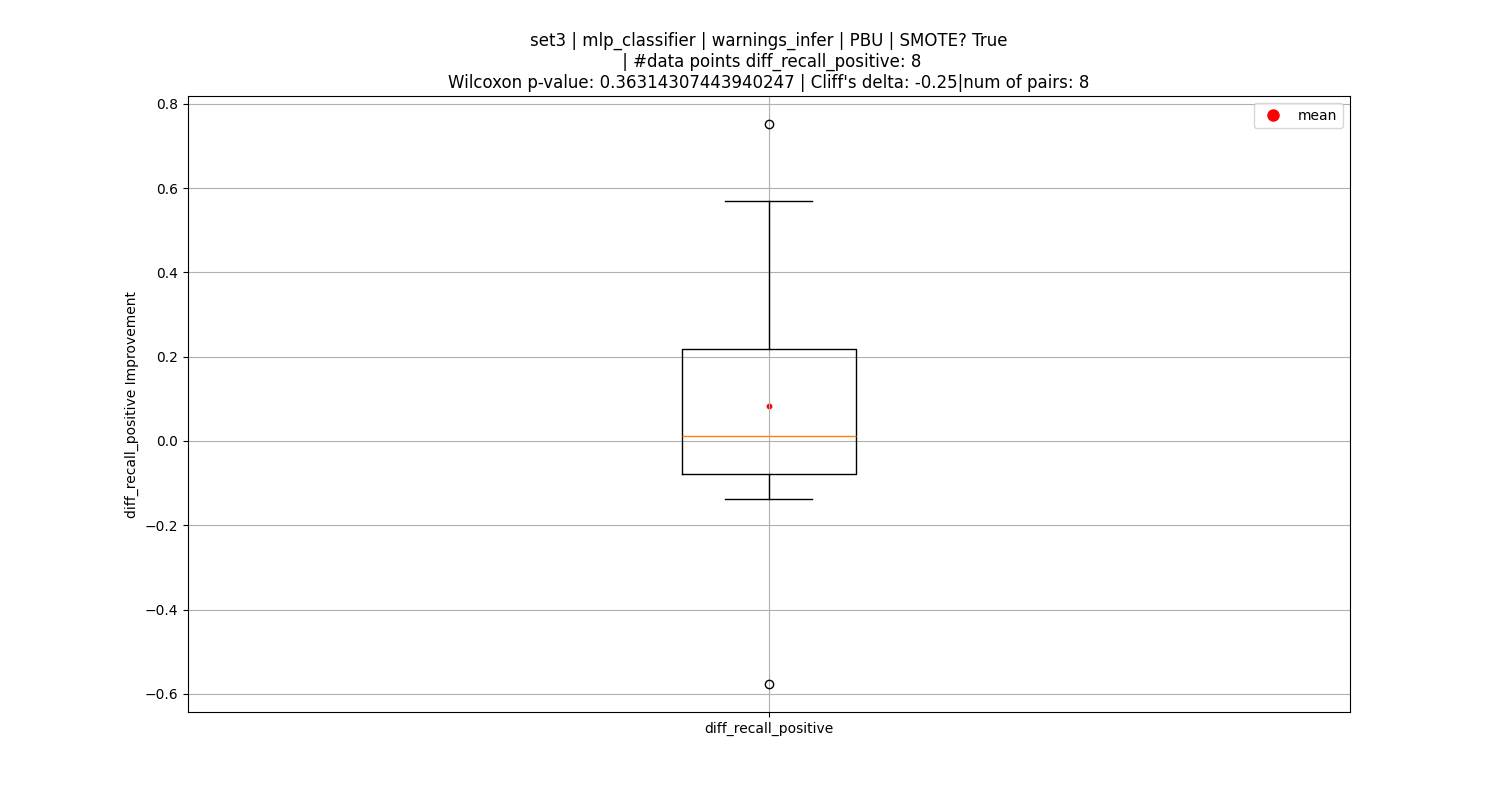 set3 | mlp_classifier | warnings_infer | PBU | SMOTE? True
| #data points diff_recall_positive: 8
Wilcoxon p-value: 0.36314307443940247 | Cliff's delta: -0.25|num of pairs: 8
mean
0.8
0.6
0.4
0.2
0.0
−0.2
−0.4
−0.6
diff_recall_positive Improvement
diff_recall_positive